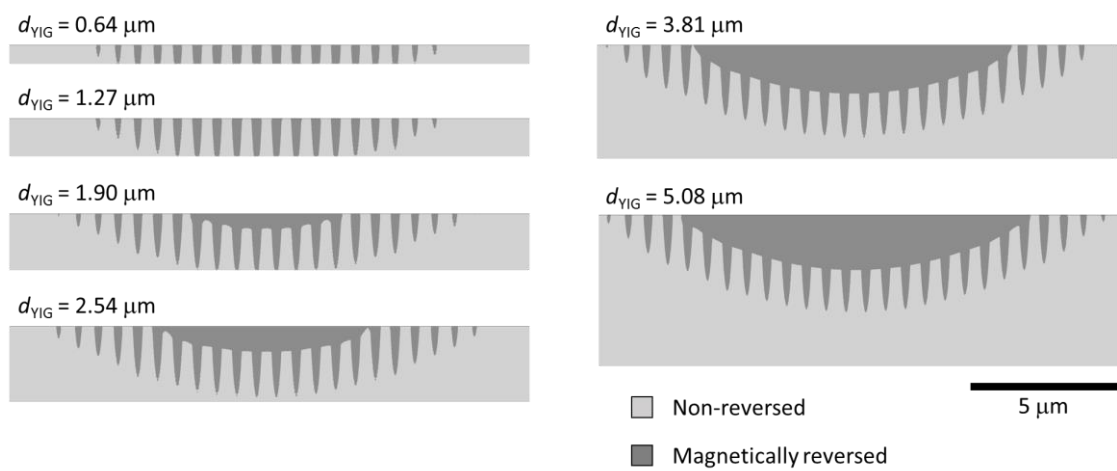 d_YIG = 0.64 μm
d_YIG = 1.27 μm
d_YIG = 1.90 μm
d_YIG = 2.54 μm
d_YIG = 3.81 μm
d_YIG = 5.08 μm
5 μm
Non-reversed
Magnetically reversed